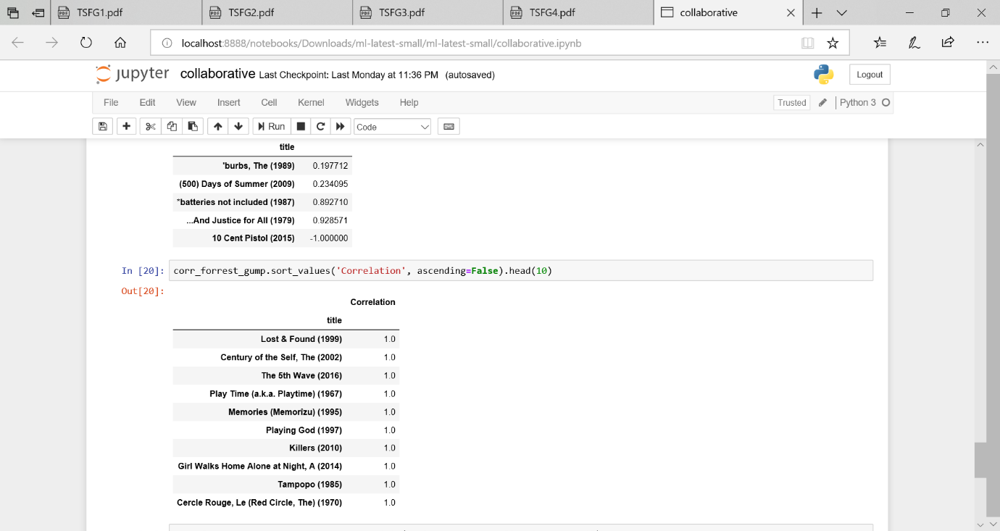 TSFG1.pdf TSFG2.pdf TSFG3.pdf TSFG4.pdf collaborative
localhost:8888/notebooks/Downloads/ml-latest-small/ml-latest-small/collaborative.ipynb
jupyter collaborative Last Checkpoint: Last Monday at 11:36 PM (autosaved) Logout
File Edit View Insert Cell Kernel Widgets Help Trusted Python 3
Run Code
title
'burbs, The (1989) 0.197712
(500) Days of Summer (2009) 0.234095
*batteries not included (1987) 0.892710
...And Justice for All (1979) 0.928571
10 Cent Pistol (2015) -1.000000
In [20]: corr_forrest_gump.sort_values('Correlation', ascending=False).head(10)
Out[20]:
Correlation
title
Lost & Found (1999) 1.0
Century of the Self, The (2002) 1.0
The 5th Wave (2016) 1.0
Play Time (a.k.a. Playtime) (1967) 1.0
Memories (Memorîzu) (1995) 1.0
Playing God (1997) 1.0
Killers (2010) 1.0
Girl Walks Home Alone at Night, A (2014) 1.0
Tampopo (1985) 1.0
Cercle Rouge, Le (Red Circle, The) (1970) 1.0